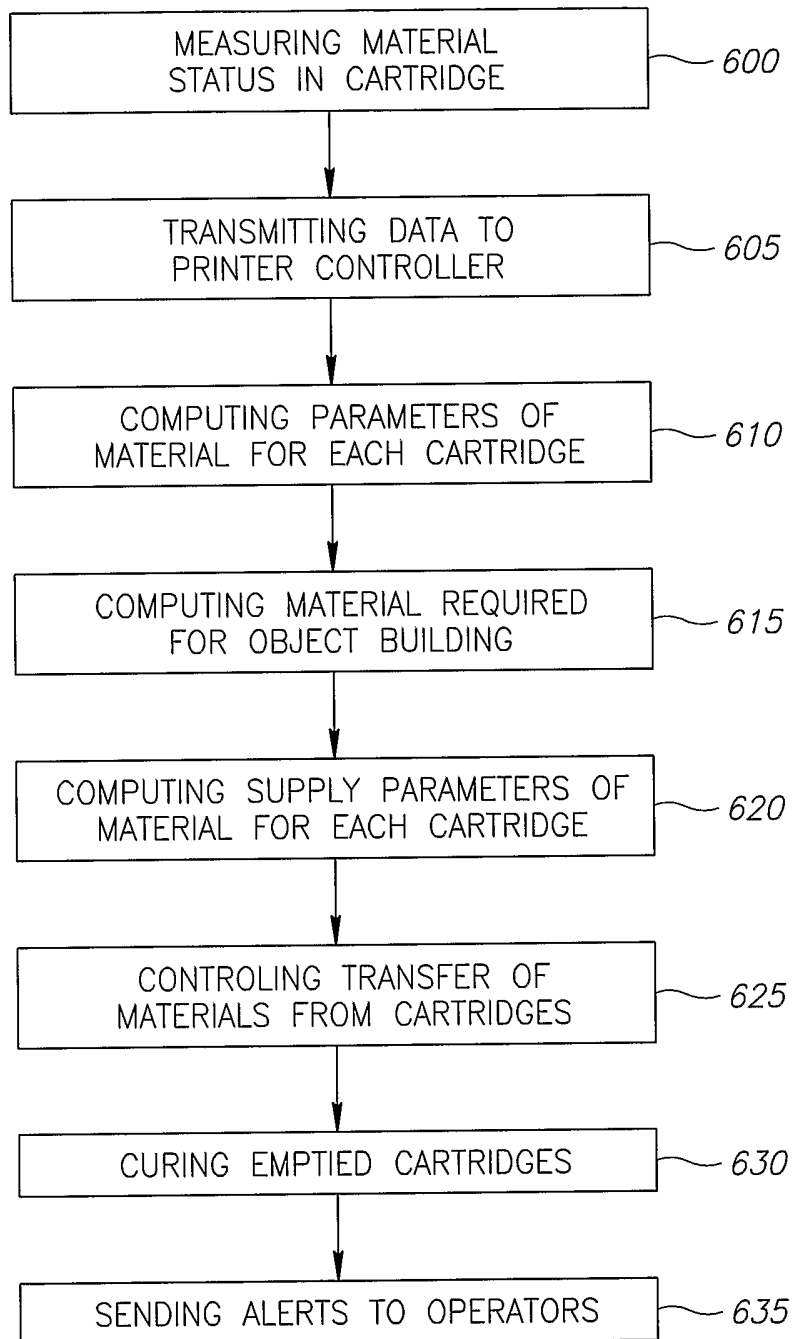 MEASURING MATERIAL
STATUS IN CARTRIDGE
600
TRANSMITTING DATA TO
PRINTER CONTROLLER
605
COMPUTING PARAMETERS OF
MATERIAL FOR EACH CARTRIDGE
610
COMPUTING MATERIAL REQUIRED
FOR OBJECT BUILDING
615
COMPUTING SUPPLY PARAMETERS OF
MATERIAL FOR EACH CARTRIDGE
620
CONTROLING TRANSFER OF
MATERIALS FROM CARTRIDGES
625
CURING EMPTIED CARTRIDGES
630
SENDING ALERTS TO OPERATORS
635